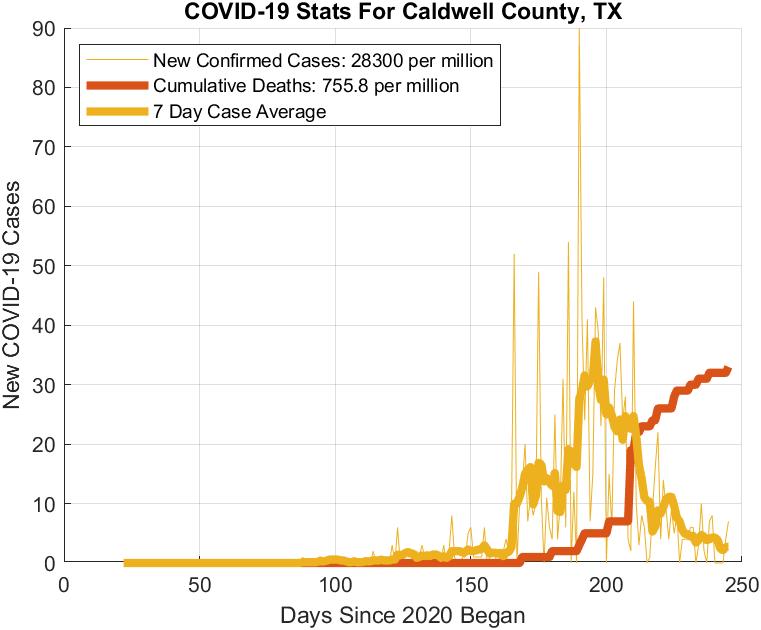 COVID-19 Stats For Caldwell County, TX
New Confirmed Cases: 28300 per million
Cumulative Deaths: 755.8 per million
7 Day Case Average
New COVID-19 Cases
90
80
70
60
50
40
30
20
10
0
0 50 100 150 200 250
Days Since 2020 Began